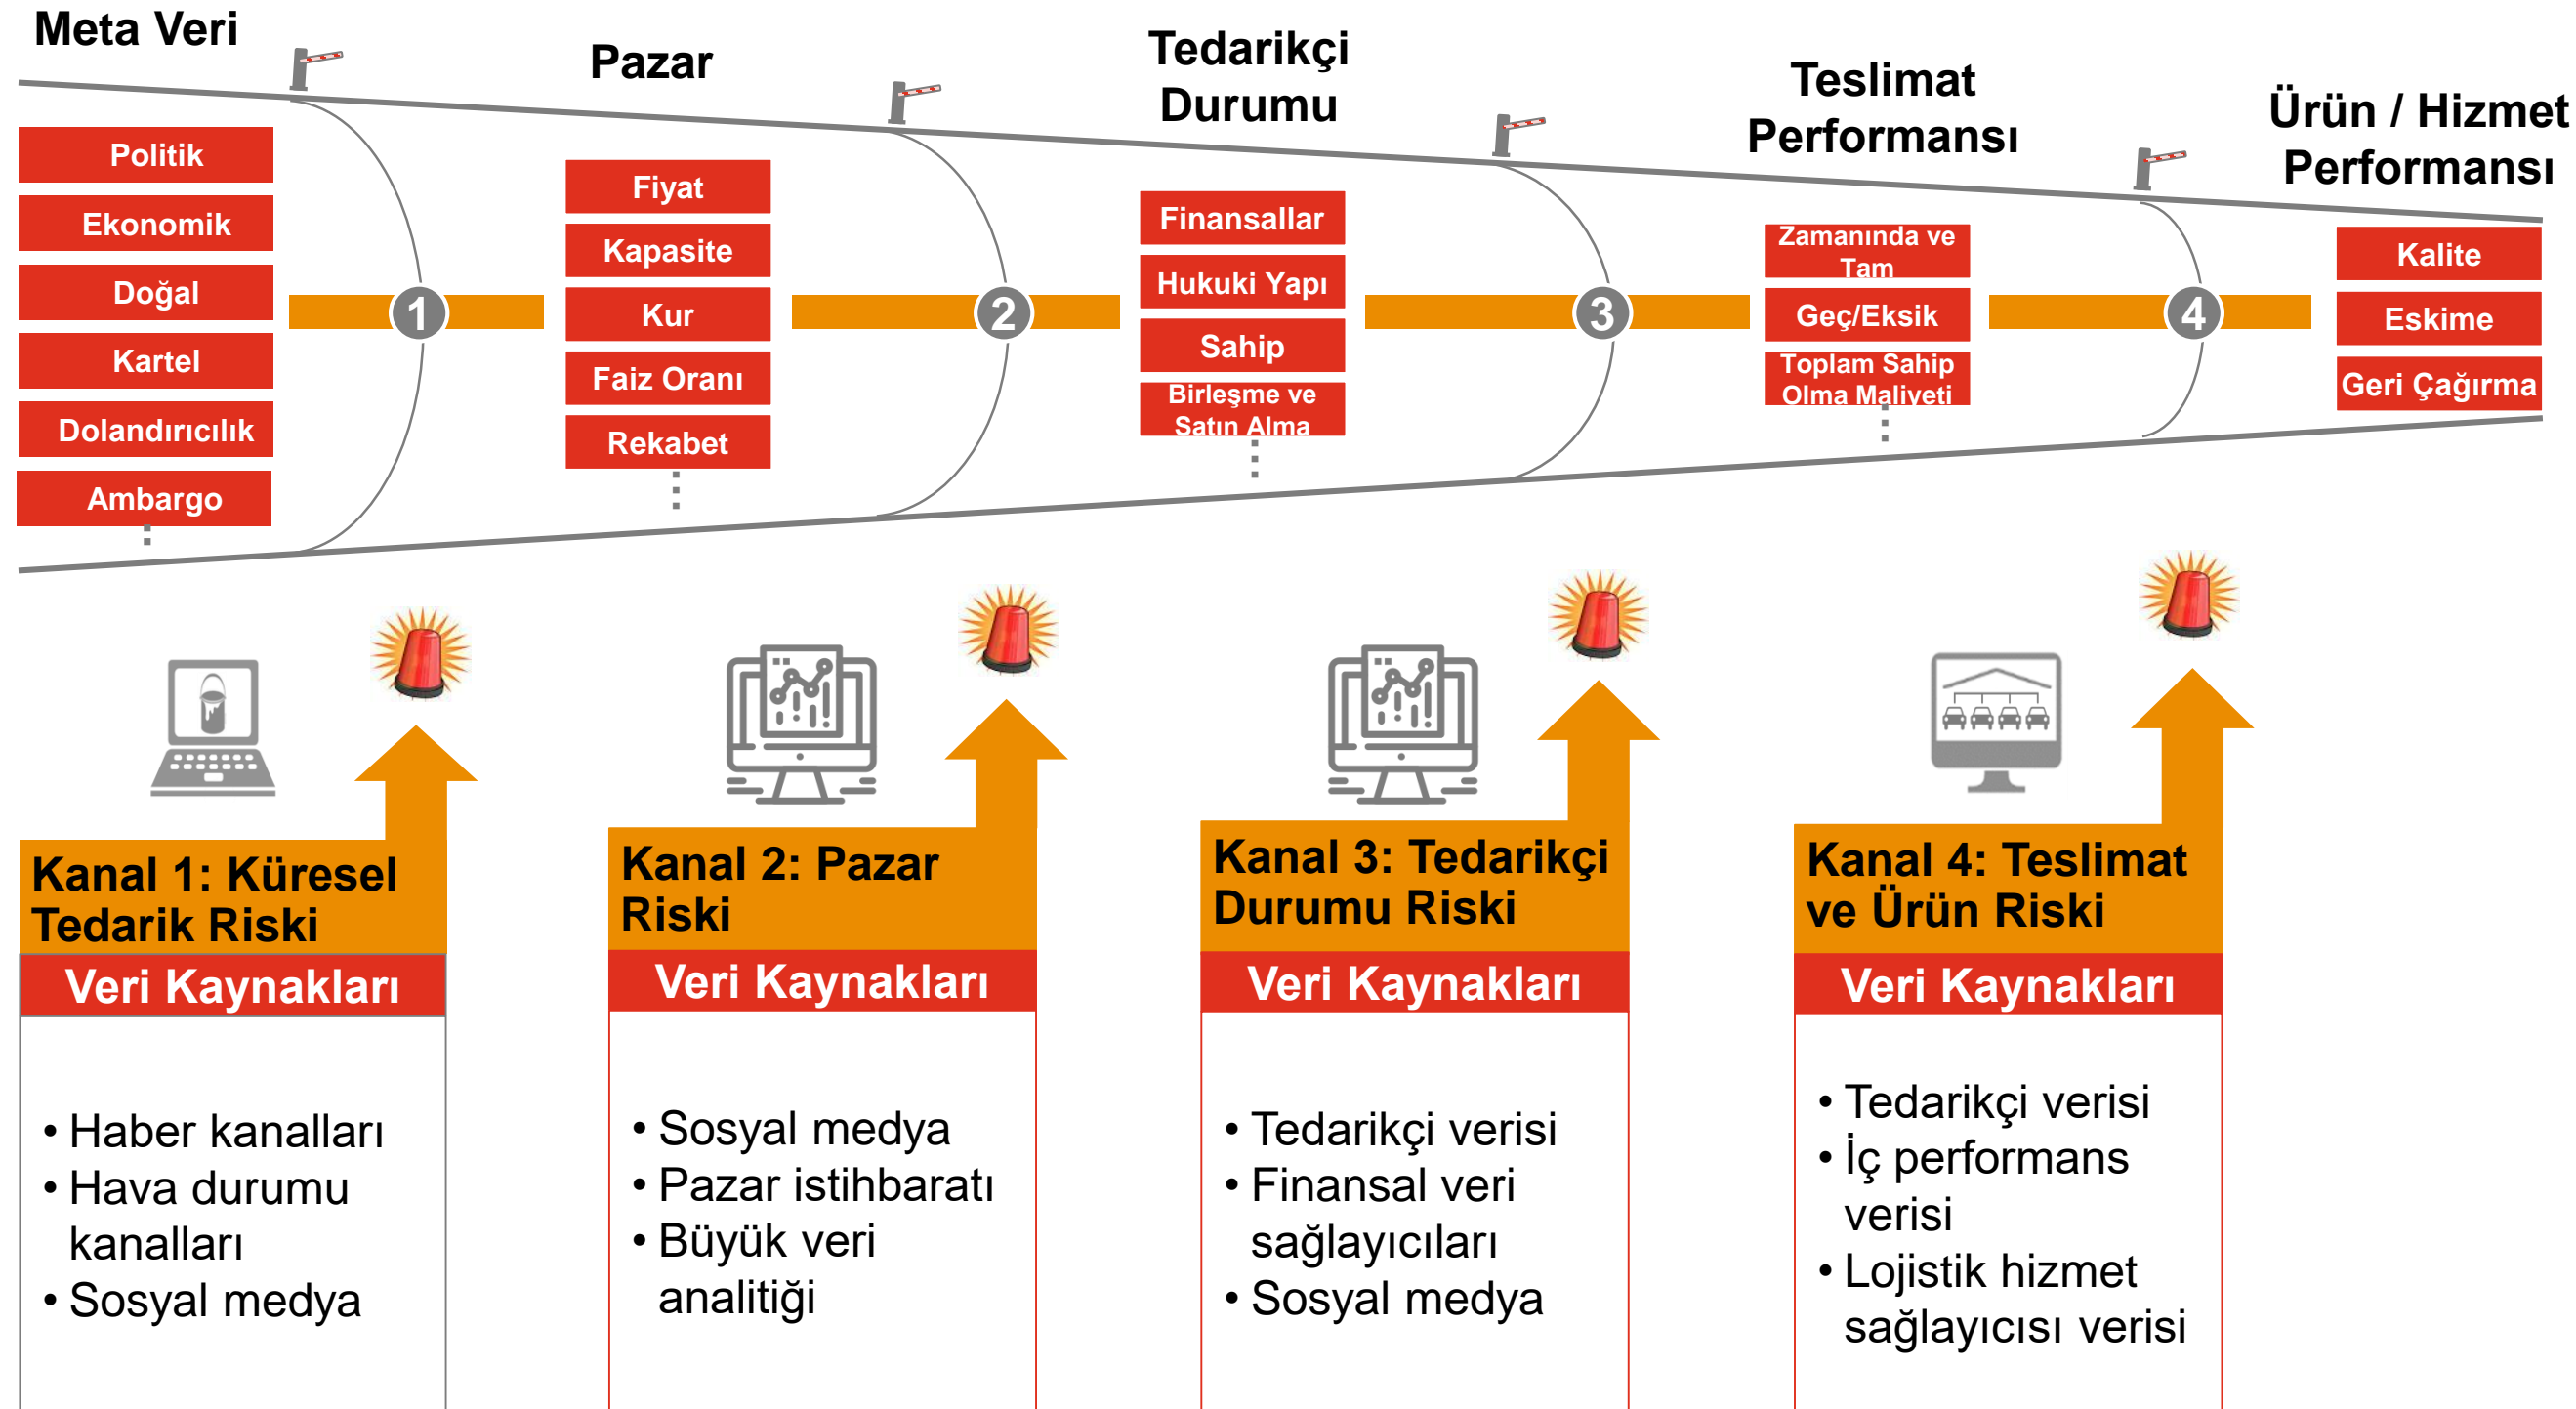 Meta Veri
Politik
Ekonomik
Doğal
Kartel
Dolandırıcılık
Ambargo
1
Pazar
Fiyat
Kapasite
Kur
Faiz Oranı
Rekabet
2
Tedarikçi
Durumu
Finansallar
Hukuki Yapı
Sahip
Birleşme ve
Satın Alma
3
Teslimat
Performansı
Zamanında ve
Tam
Geç/Eksik
Toplam Sahip
Olma Maliyeti
4
Ürün / Hizmet
Performansı
Kalite
Eskime
Geri Çağırma
Kanal 1: Küresel
Tedarik Riski
Veri Kaynakları
• Haber kanalları
• Hava durumu
kanalları
• Sosyal medya
Kanal 2: Pazar
Riski
Veri Kaynakları
• Sosyal medya
• Pazar istihbaratı
• Büyük veri
analitiği
Kanal 3: Tedarikçi
Durumu Riski
Veri Kaynakları
• Tedarikçi verisi
• Finansal veri
sağlayıcıları
• Sosyal medya
Kanal 4: Teslimat
ve Ürün Riski
Veri Kaynakları
• Tedarikçi verisi
• İç performans
verisi
• Lojistik hizmet
sağlayıcısı verisi